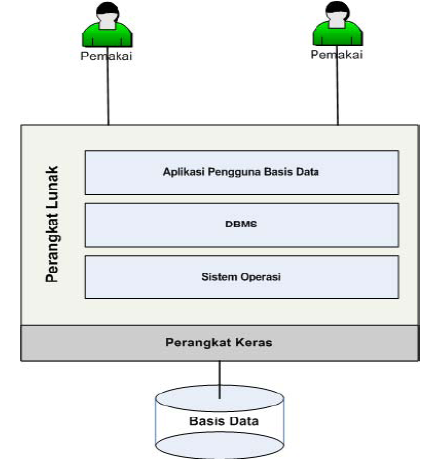 Pemakai
Pemakai
Perangkat Lunak
Aplikasi Pengguna Basis Data
DBMS
Sistem Operasi
Perangkat Keras
Basis Data